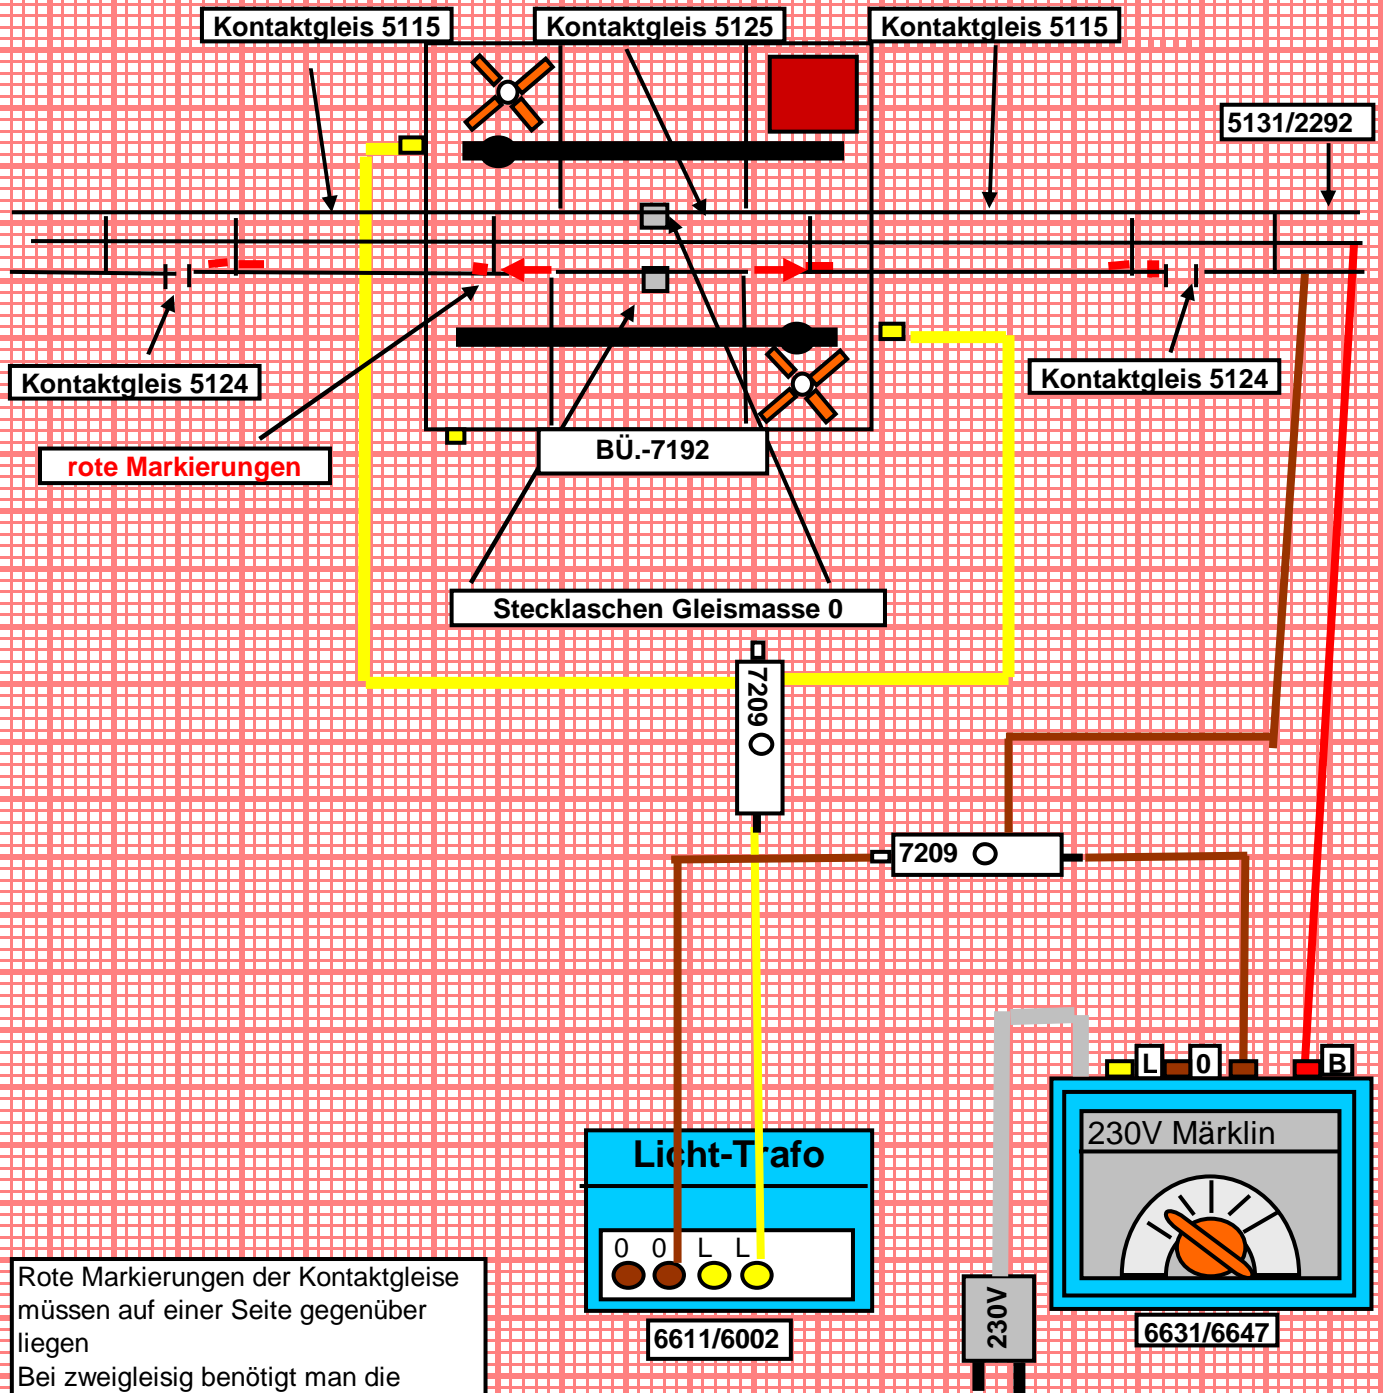 Kontaktgleis 5115
Kontaktgleis 5125
Kontaktgleis 5115
5131/2292
Kontaktgleis 5124
Kontaktgleis 5124
rote Markierungen
BÜ.-7192
Stecklaschen Gleismasse 0
7209
7209
L
0
B
230V Märklin
Licht-Trafo
0 0 L L
230V
6611/6002
6631/6647
Rote Markierungen der Kontaktgleise
müssen auf einer Seite gegenüber
liegen
Bei zweigleisig benötigt man die